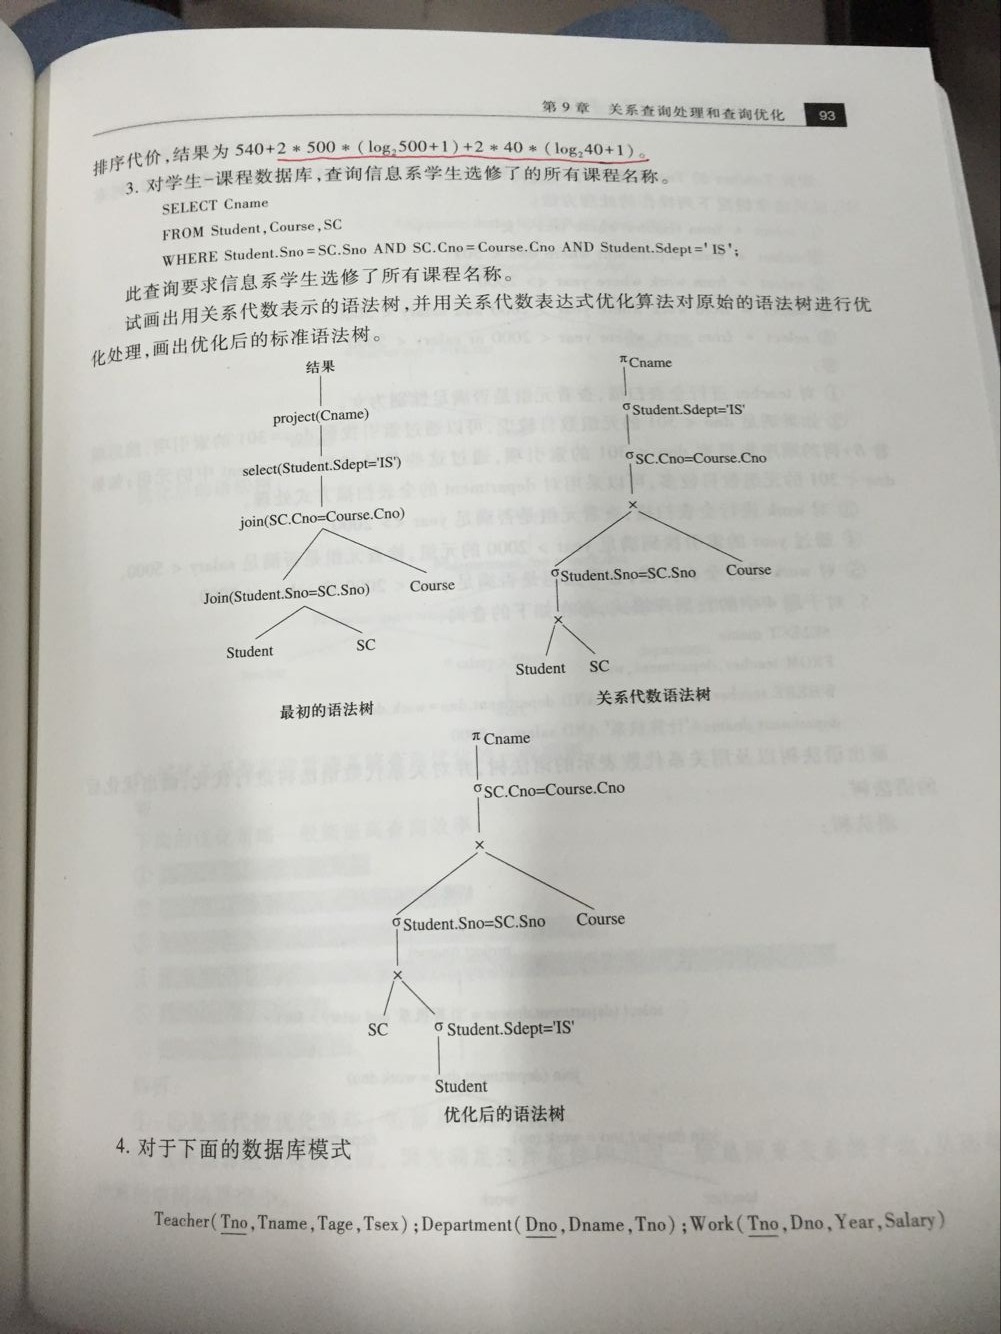 第9章 关系查询处理和查询优化 93
排序代价,结果为 540+2*500*(log₂500+1)+2*40*(log₂40+1)。
3. 对学生-课程数据库,查询信息系学生选修了的所有课程名称。
SELECT Cname
FROM Student,Course,SC
WHERE Student.Sno=SC.Sno AND SC.Cno=Course.Cno AND Student.Sdept='IS';
此查询要求信息系学生选修了所有课程名称。
试画出用关系代数表示的语法树,并用关系代数表达式优化算法对原始的语法树进行优
化处理,画出优化后的标准语法树。
结果
project(Cname)
select(Student.Sdept='IS')
join(SC.Cno=Course.Cno)
Join(Student.Sno=SC.Sno) Course
Student SC
最初的语法树
π Cname
σ Student.Sdept='IS'
σ SC.Cno=Course.Cno
×
σ Student.Sno=SC.Sno Course
×
Student SC
关系代数语法树
π Cname
σ SC.Cno=Course.Cno
×
σ Student.Sno=SC.Sno Course
×
SC σ Student.Sdept='IS'
Student
优化后的语法树
4. 对于下面的数据库模式
Teacher(Tno,Tname,Tage,Tsex);Department(Dno,Dname,Tno);Work(Tno,Dno,Year,Salary)